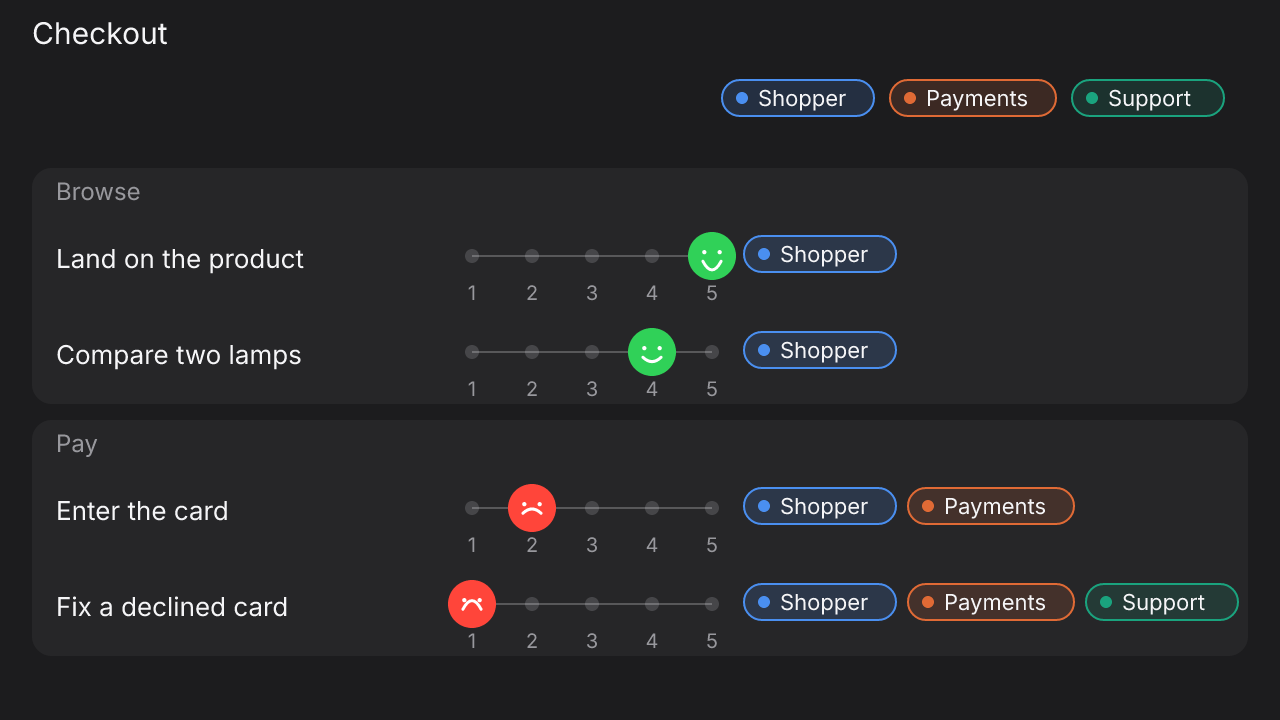 Checkout
Shopper Payments Support
Browse
Land on the product Shopper
1 2 3 4 5
Compare two lamps Shopper
1 2 3 4 5
Pay
Enter the card Shopper Payments
1 2 3 4 5
Fix a declined card Shopper Payments Support
1 2 3 4 5